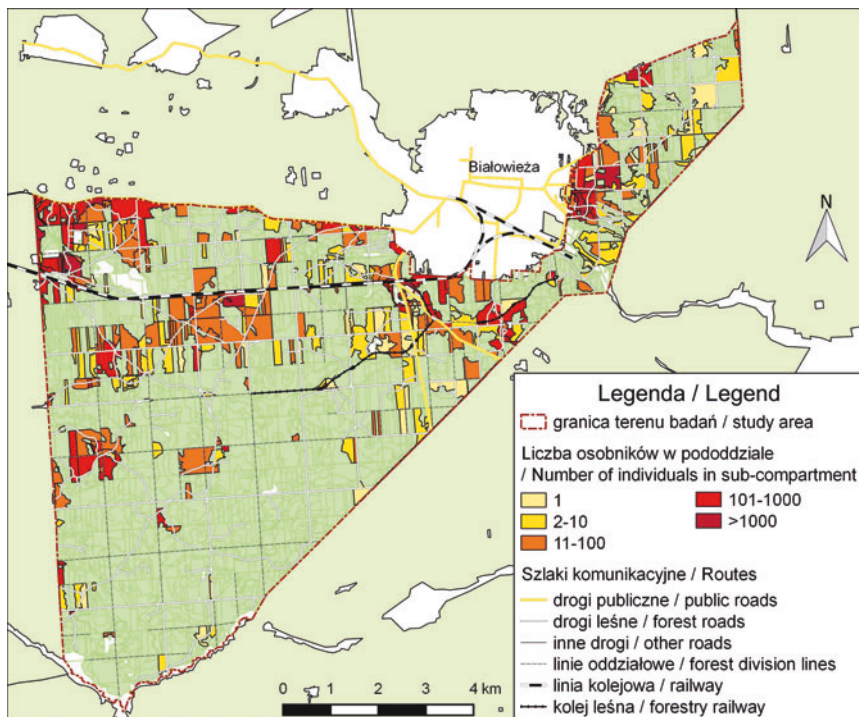 Białowieża
N
Legenda / Legend
granica terenu badań / study area
Liczba osobników w pododdziale
/ Number of individuals in sub-compartment
1
101-1000
2-10
>1000
11-100
Szlaki komunikacyjne / Routes
drogi publiczne / public roads
drogi leśne / forest roads
inne drogi / other roads
linie oddziałowe / forest division lines
linia kolejowa / railway
kolej leśna / forestry railway
0 1 2 3 4 km